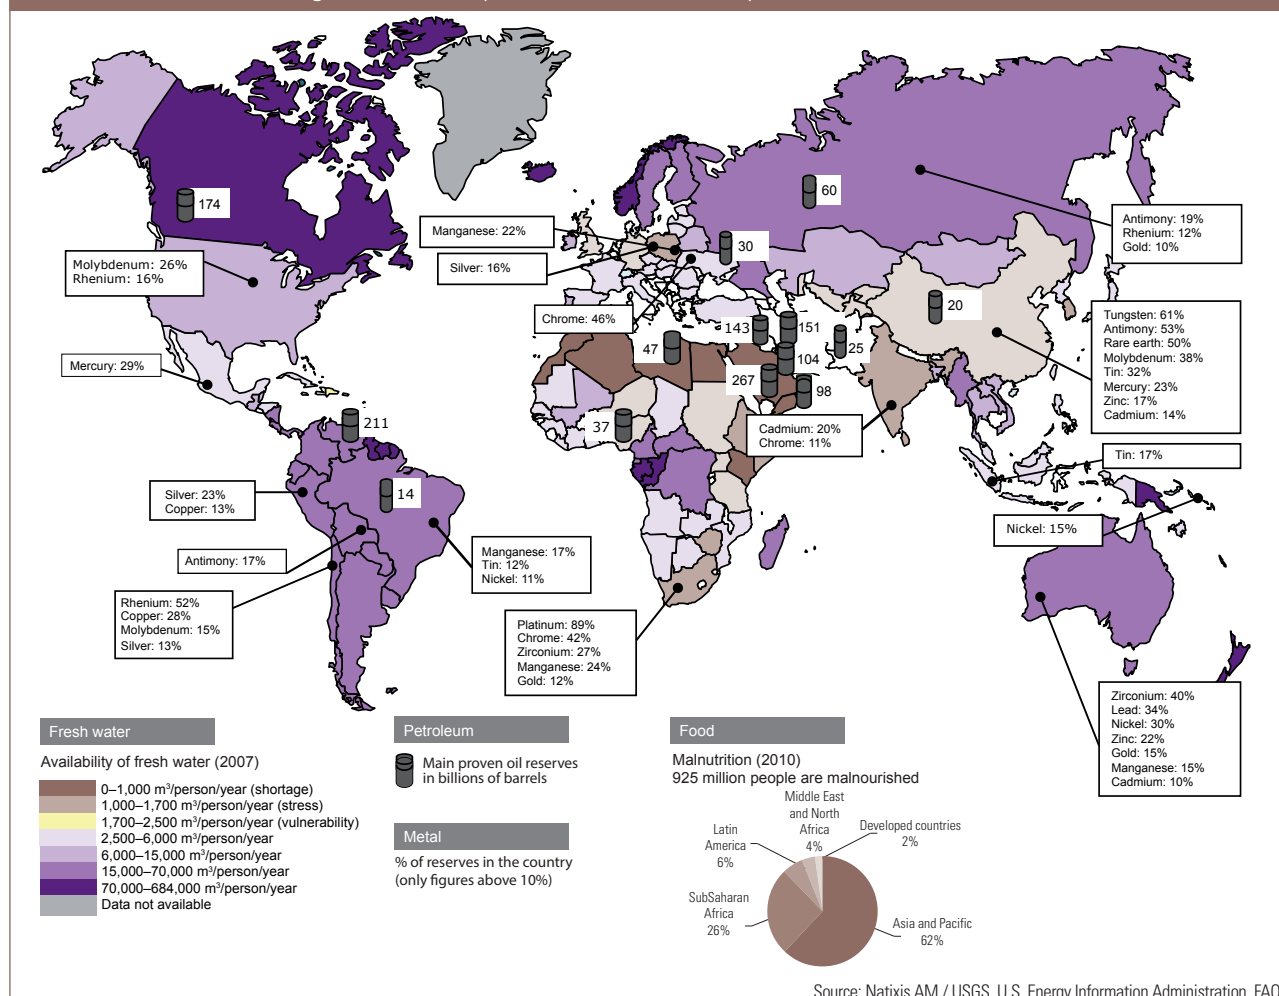 174
60
Manganese: 22%
30
Silver: 16%
Antimony: 19%
Rhenium: 12%
Gold: 10%
Molybdenum: 26%
Rhenium: 16%
20
Chrome: 46%
143
151
47
25
104
267
98
Tungsten: 61%
Antimony: 53%
Rare earth: 50%
Molybdenum: 38%
Tin: 32%
Mercury: 23%
Zinc: 17%
Cadmium: 14%
Mercury: 29%
211
37
Cadmium: 20%
Chrome: 11%
Tin: 17%
Silver: 23%
Copper: 13%
14
Nickel: 15%
Antimony: 17%
Manganese: 17%
Tin: 12%
Nickel: 11%
Rhenium: 52%
Copper: 28%
Molybdenum: 15%
Silver: 13%
Platinum: 89%
Chrome: 42%
Zirconium: 27%
Manganese: 24%
Gold: 12%
Zirconium: 40%
Lead: 34%
Nickel: 30%
Zinc: 22%
Gold: 15%
Manganese: 15%
Cadmium: 10%
Fresh water
Availability of fresh water (2007)
0–1,000 m³/person/year (shortage)
1,000–1,700 m³/person/year (stress)
1,700–2,500 m³/person/year (vulnerability)
2,500–6,000 m³/person/year
6,000–15,000 m³/person/year
15,000–70,000 m³/person/year
70,000–684,000 m³/person/year
Data not available
Petroleum
Main proven oil reserves
in billions of barrels
Metal
% of reserves in the country
(only figures above 10%)
Food
Malnutrition (2010)
925 million people are malnourished
Middle East
and North
Africa
4%
Developed countries
2%
Latin
America
6%
SubSaharan
Africa
26%
Asia and Pacific
62%
Source: Natixis AM / USGS, U.S. Energy Information Administration, FAO